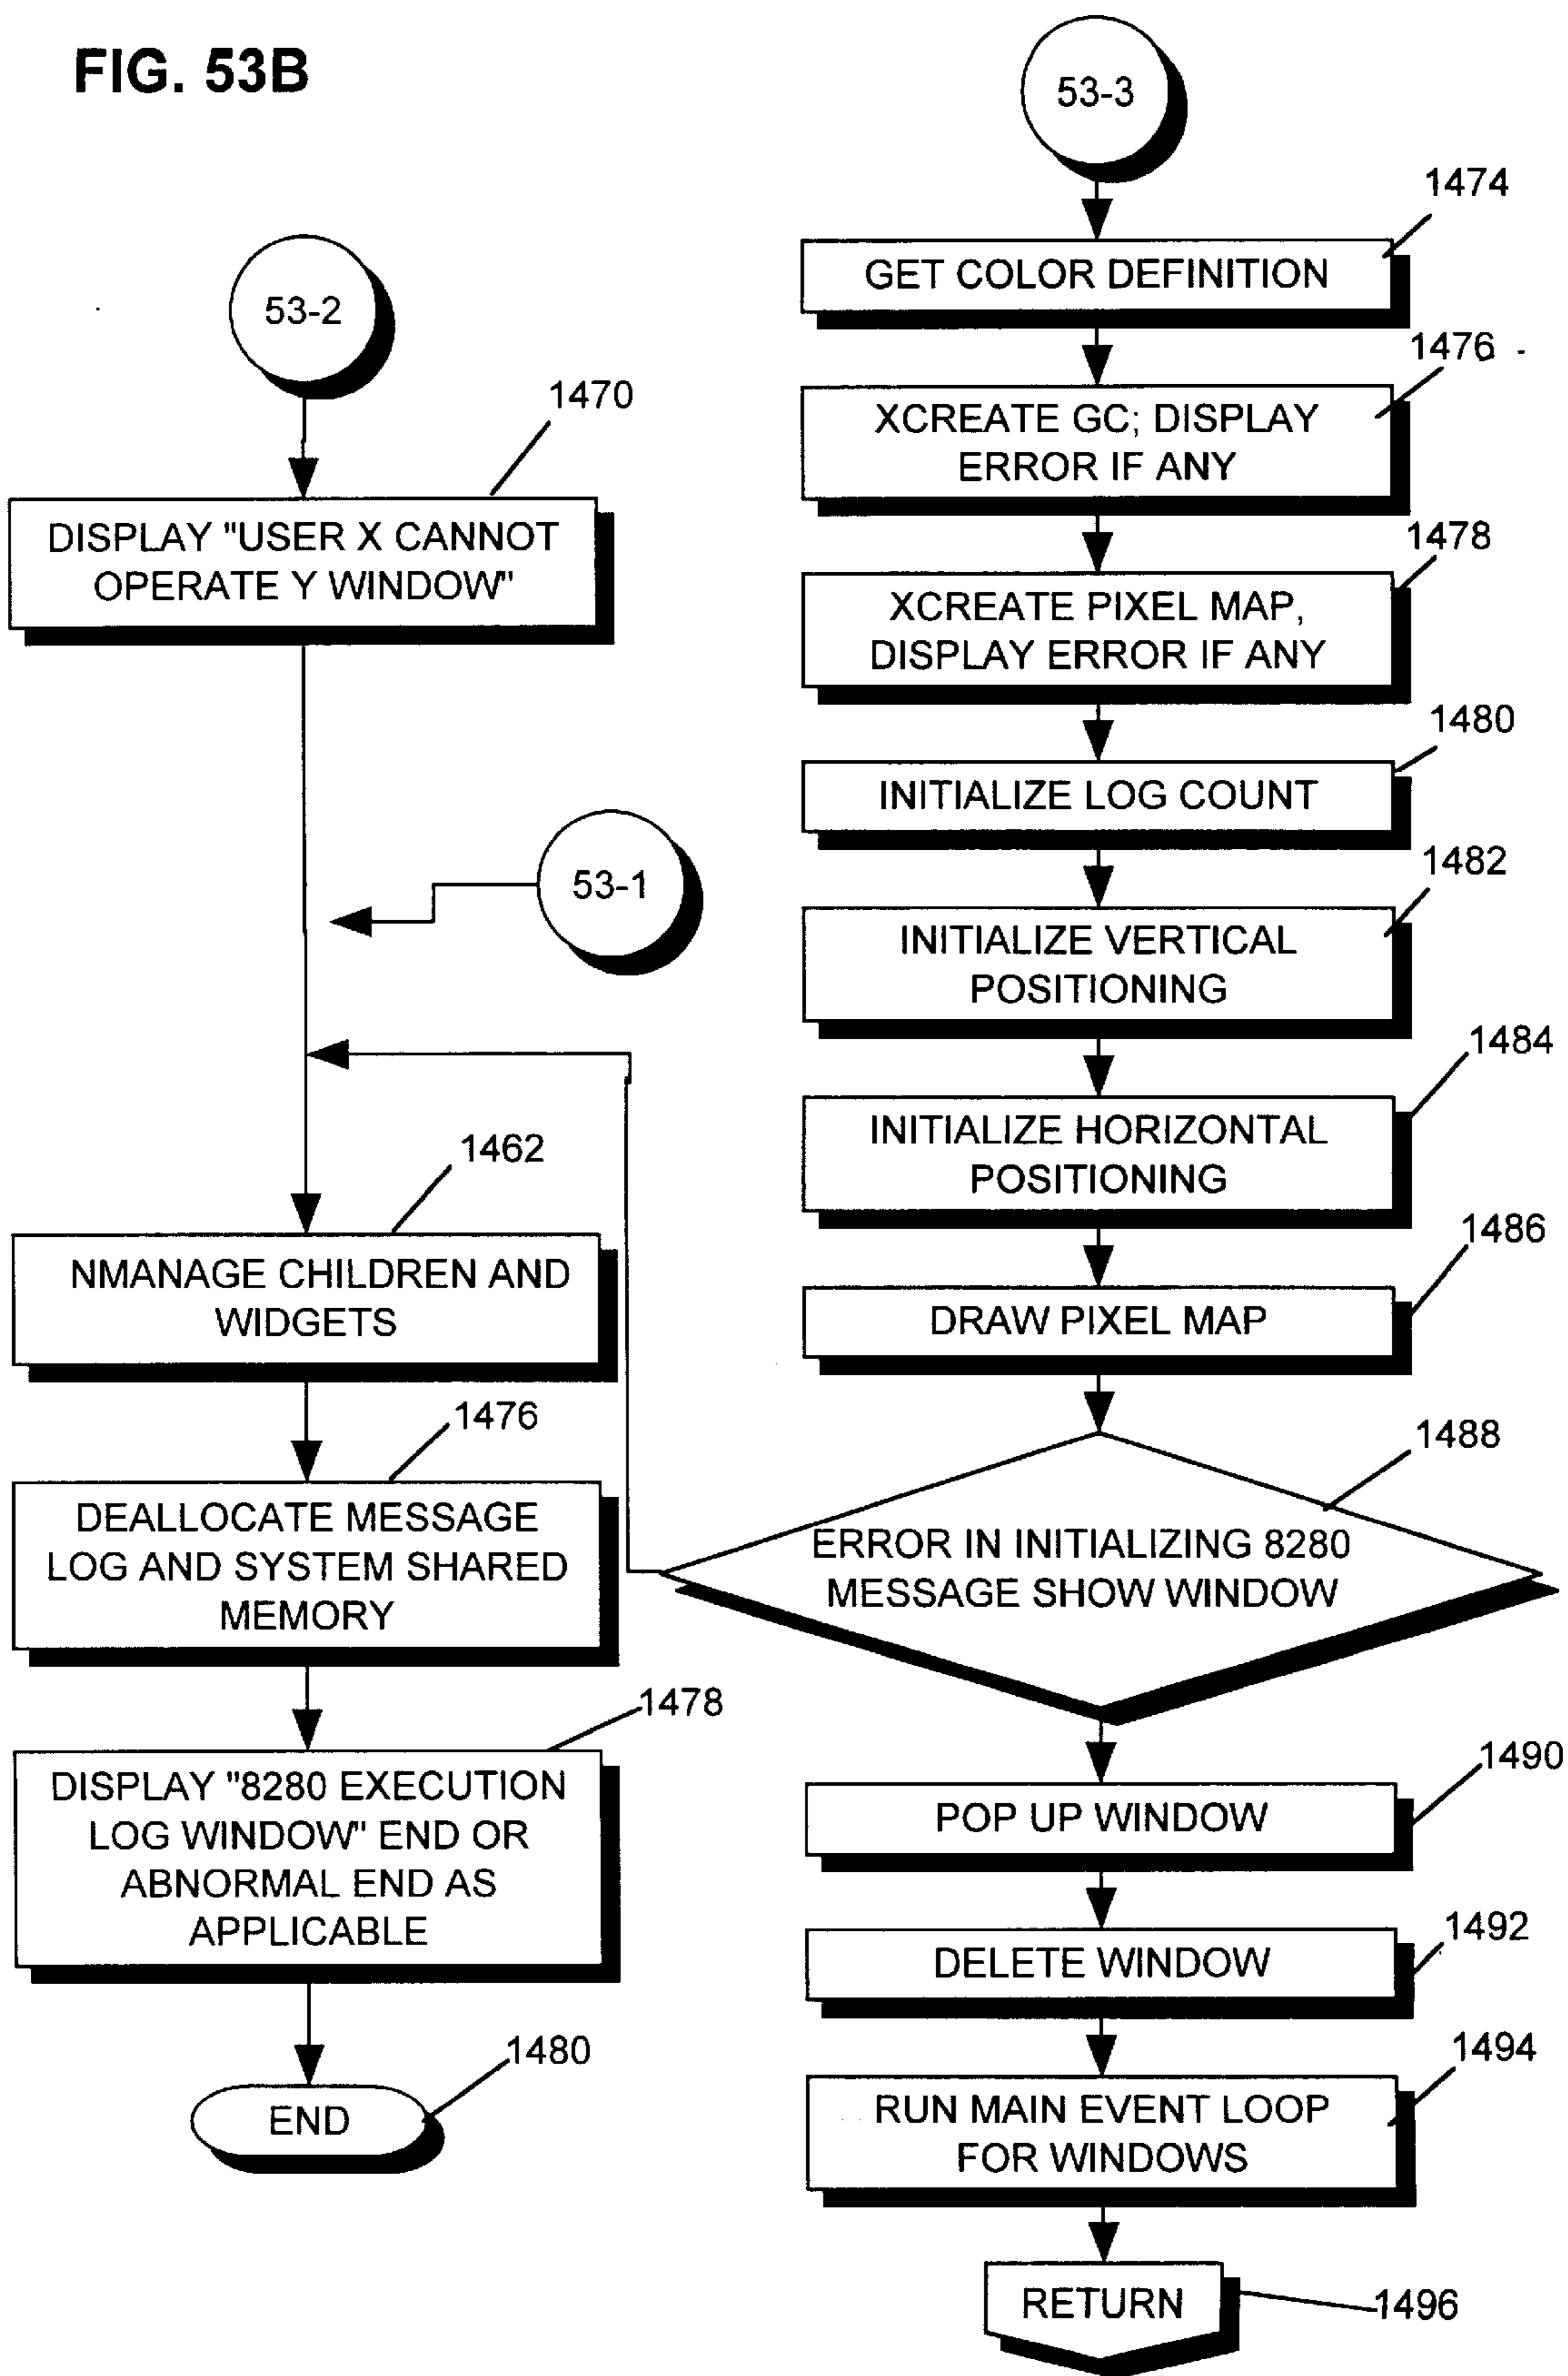 FIG. 53B
53-2
1470
DISPLAY "USER X CANNOT
OPERATE Y WINDOW"
53-1
1462
NMANAGE CHILDREN AND
WIDGETS
1476
DEALLOCATE MESSAGE
LOG AND SYSTEM SHARED
MEMORY
1478
DISPLAY "8280 EXECUTION
LOG WINDOW" END OR
ABNORMAL END AS
APPLICABLE
1480
END
53-3
1474
GET COLOR DEFINITION
1476
XCREATE GC; DISPLAY
ERROR IF ANY
1478
XCREATE PIXEL MAP,
DISPLAY ERROR IF ANY
1480
INITIALIZE LOG COUNT
1482
INITIALIZE VERTICAL
POSITIONING
1484
INITIALIZE HORIZONTAL
POSITIONING
1486
DRAW PIXEL MAP
1488
ERROR IN INITIALIZING 8280
MESSAGE SHOW WINDOW
1490
POP UP WINDOW
1492
DELETE WINDOW
1494
RUN MAIN EVENT LOOP
FOR WINDOWS
RETURN
1496